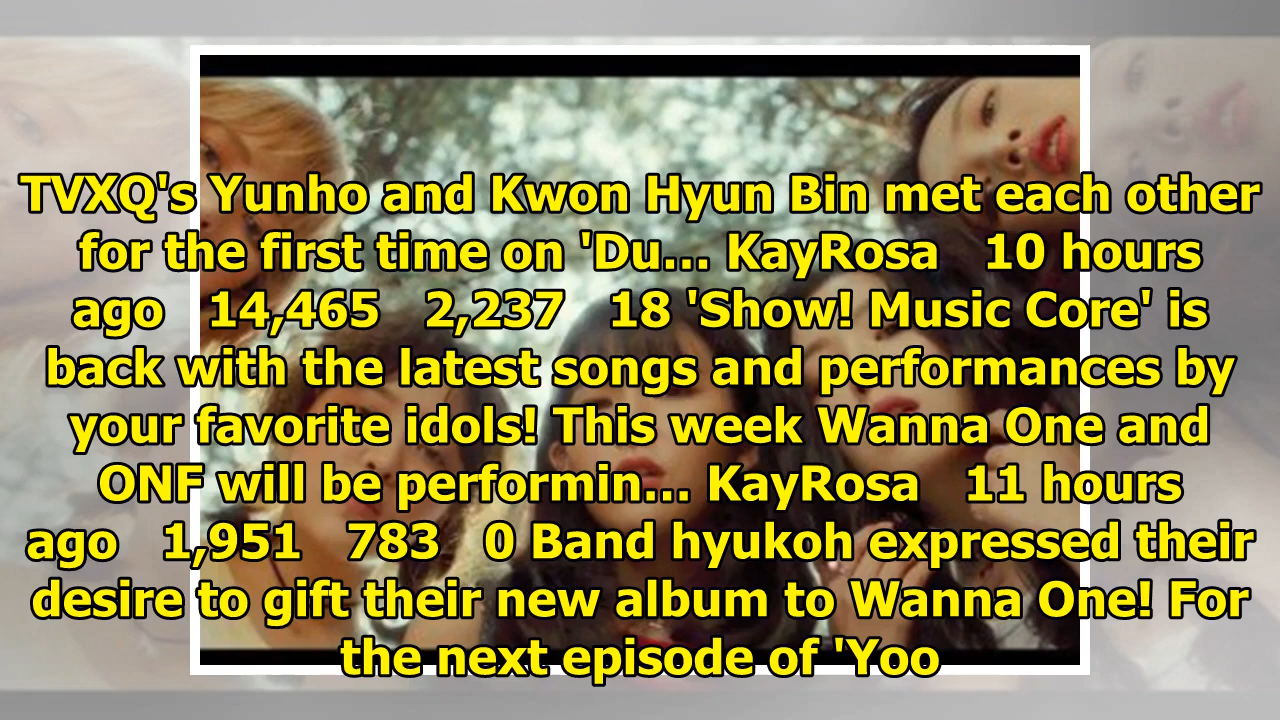 TVXQ's Yunho and Kwon Hyun Bin met each other
for the first time on 'Du... KayRosa 10 hours
ago 14,465 2,237 18 'Show! Music Core' is
back with the latest songs and performances by
your favorite idols! This week Wanna One and
ONF will be performin... KayRosa 11 hours
ago 1,951 783 0 Band hyukoh expressed their
desire to gift their new album to Wanna One! For
the next episode of 'Yoo